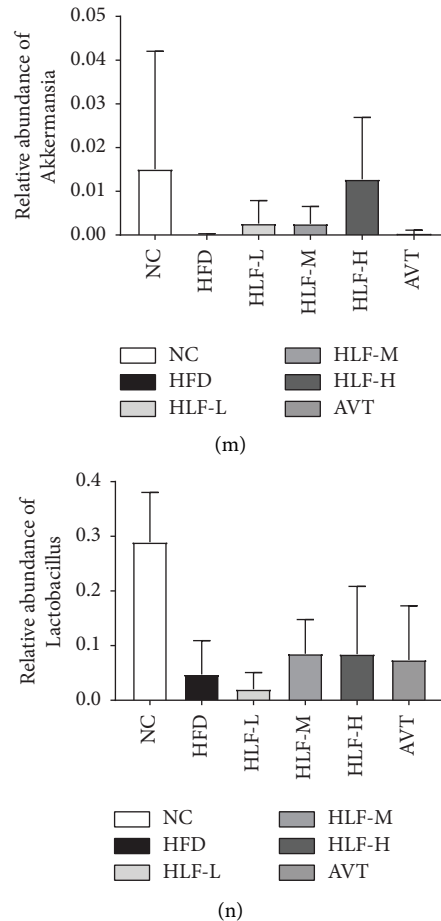 Relative abundance of
Akkermansia
0.05
0.04
0.03
0.02
0.01
0.00
NC
HFD
HLF-L
HLF-M
HLF-H
AVT
NC
HFD
HLF-L
HLF-M
HLF-H
AVT
(m)
Relative abundance of
Lactobacillus
0.4
0.3
0.2
0.1
0.0
NC
HFD
HLF-L
HLF-M
HLF-H
AVT
NC
HFD
HLF-L
HLF-M
HLF-H
AVT
(n)